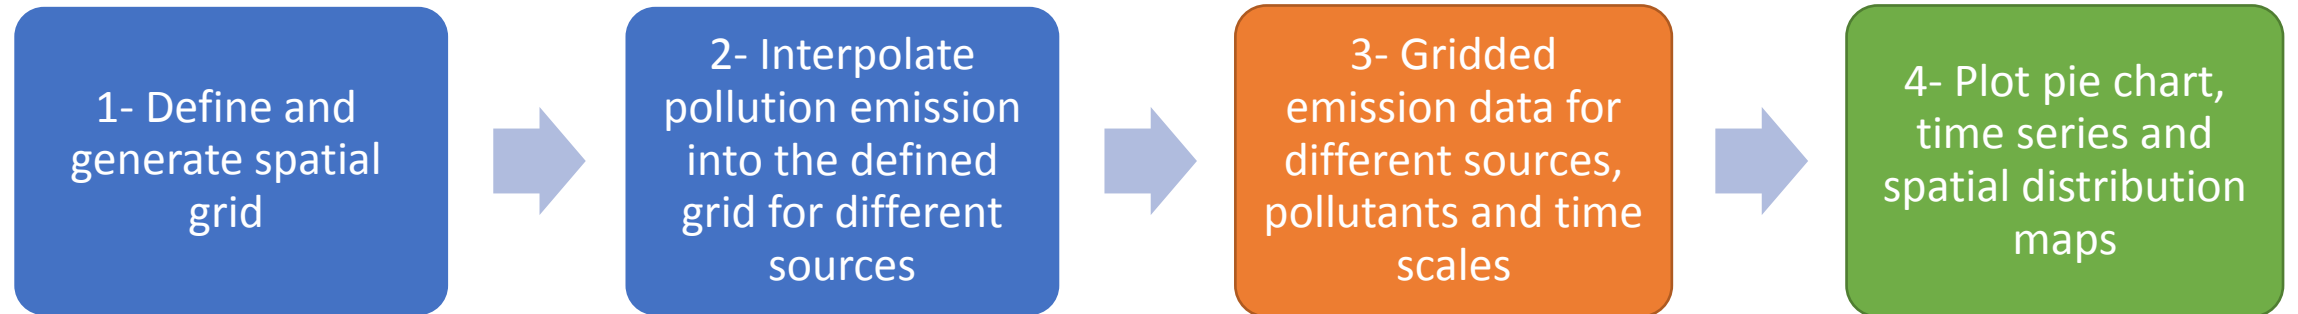 1- Define and
generate spatial
grid
2- Interpolate
pollution emission
into the defined
grid for different
sources
3- Gridded
emission data for
different sources,
pollutants and time
scales
4- Plot pie chart,
time series and
spatial distribution
maps